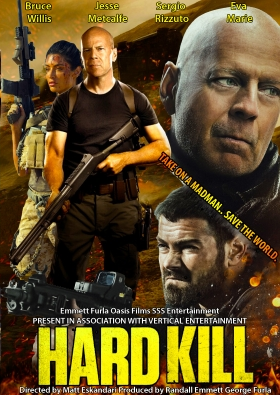 Bruce Willis
Jesse Metcalfe
Sergio Rizzuto
Eva Marie
TAKE ON A MADMAN.. SAVE THE WORLD.
Emmett Furla Oasis Films SSS Entertainment
PRESENT IN ASSOCIATION WITH VERTICAL ENTERTAINMENT
HARD KILL
Directed by Matt Eskandari Produced by Randall Emmett George Furla